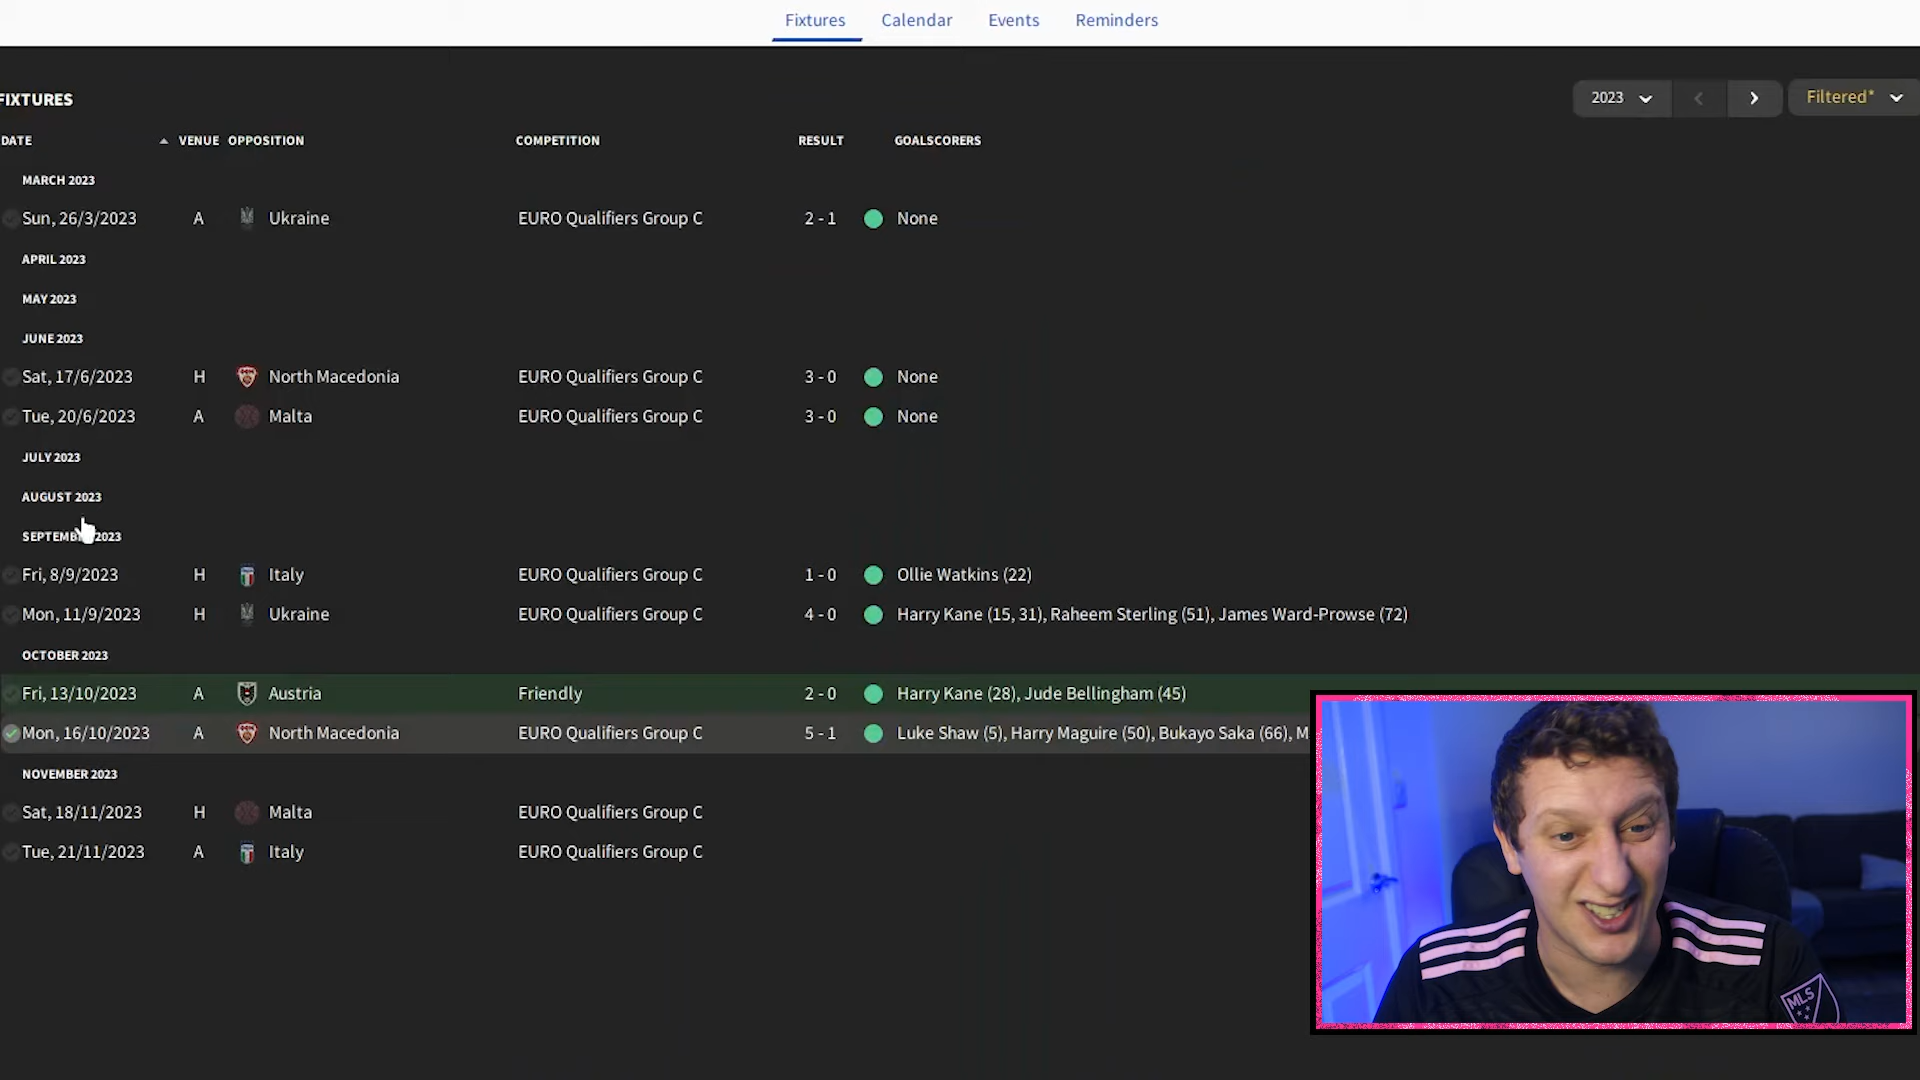 Fixtures Calendar Events Reminders
FIXTURES 2023 Filtered*
DATE VENUE OPPOSITION COMPETITION RESULT GOALSCORERS
MARCH 2023
Sun, 26/3/2023 A Ukraine EURO Qualifiers Group C 2 - 1 None
APRIL 2023
MAY 2023
JUNE 2023
Sat, 17/6/2023 H North Macedonia EURO Qualifiers Group C 3 - 0 None
Tue, 20/6/2023 A Malta EURO Qualifiers Group C 3 - 0 None
JULY 2023
AUGUST 2023
2023
Fri, 8/9/2023 H Italy EURO Qualifiers Group C 1 - 0 Ollie Watkins (22)
Mon, 11/9/2023 H Ukraine EURO Qualifiers Group C 4 - 0 Harry Kane (15, 31), Raheem Sterling (51), James Ward-Prowse (72)
OCTOBER 2023
Fri, 13/10/2023 A Austria Friendly 2 - 0 Harry Kane (28), Jude Bellingham (45)
Mon, 16/10/2023 A North Macedonia EURO Qualifiers Group C 5 - 1 Luke Shaw (5), Harry Maguire (50), Bukayo Saka (66), M
NOVEMBER 2023
Sat, 18/11/2023 H Malta EURO Qualifiers Group C
Tue, 21/11/2023 A Italy EURO Qualifiers Group C
MLS